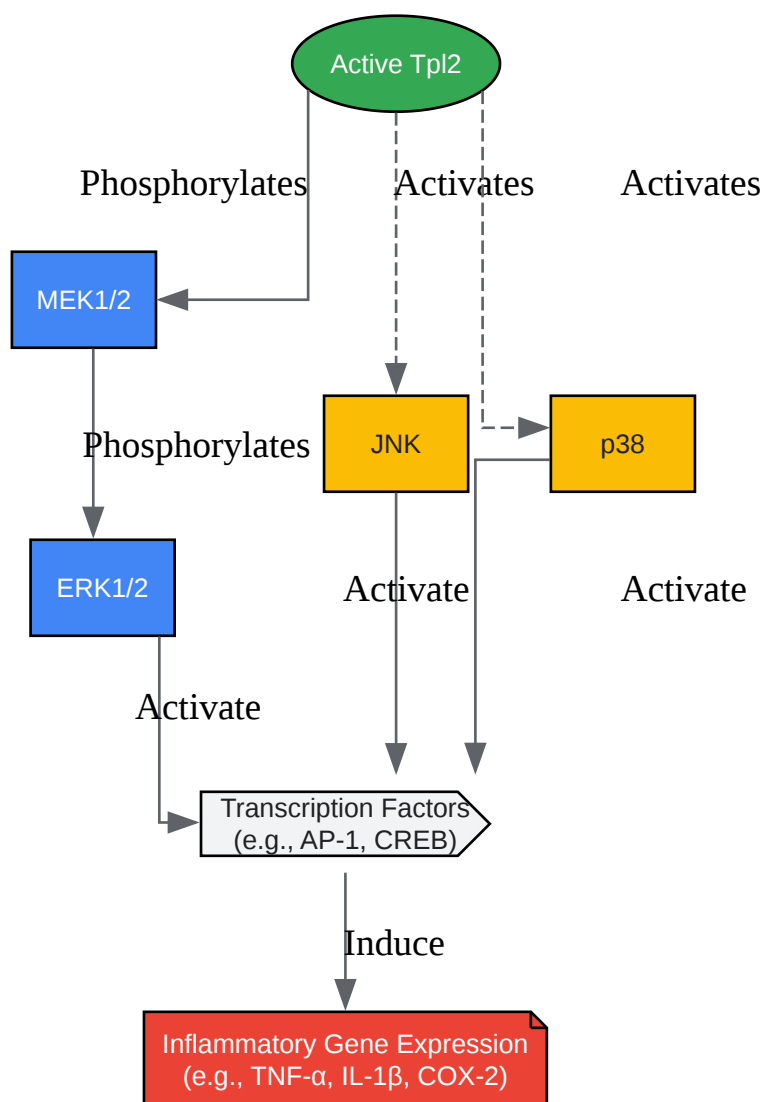 Active Tpl2
Phosphorylates
Activates
Activates
MEK1/2
Phosphorylates
JNK
p38
ERK1/2
Activate
Activate
Activate
Transcription Factors
(e.g., AP-1, CREB)
Induce
Inflammatory Gene Expression
(e.g., TNF-α, IL-1β, COX-2)